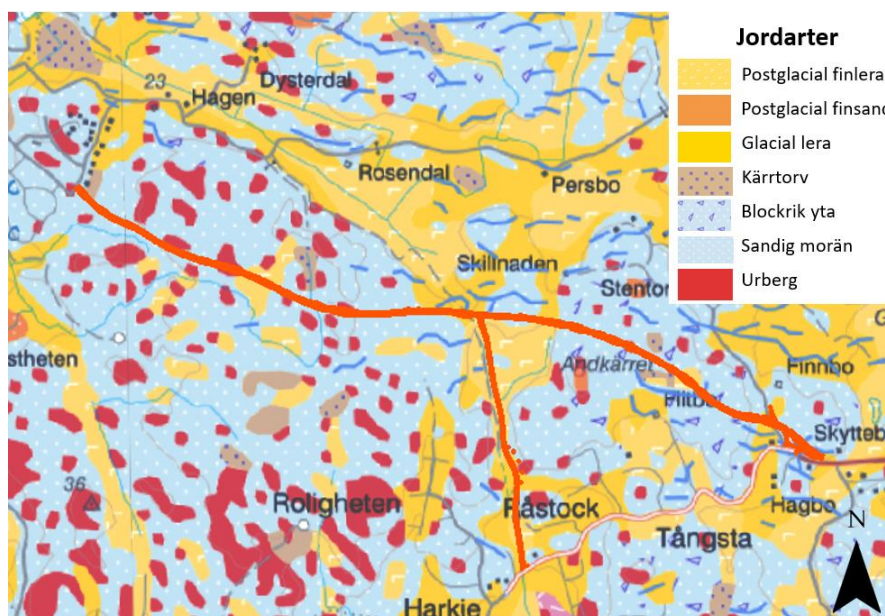 Jordarter
Postglacial finlera
Postglacial finsand
Glacial lera
Kärrtorv
Blockrik yta
Sandig morän
Urberg
23
Hagen
Dysterdal
Rosendal
Persbo
Skillnaden
Stentor
Andkärret
Finnbo
stheten
Skytteb
36
Roligheten
Råstock
Hagbo
Tångsta
Harkie
N